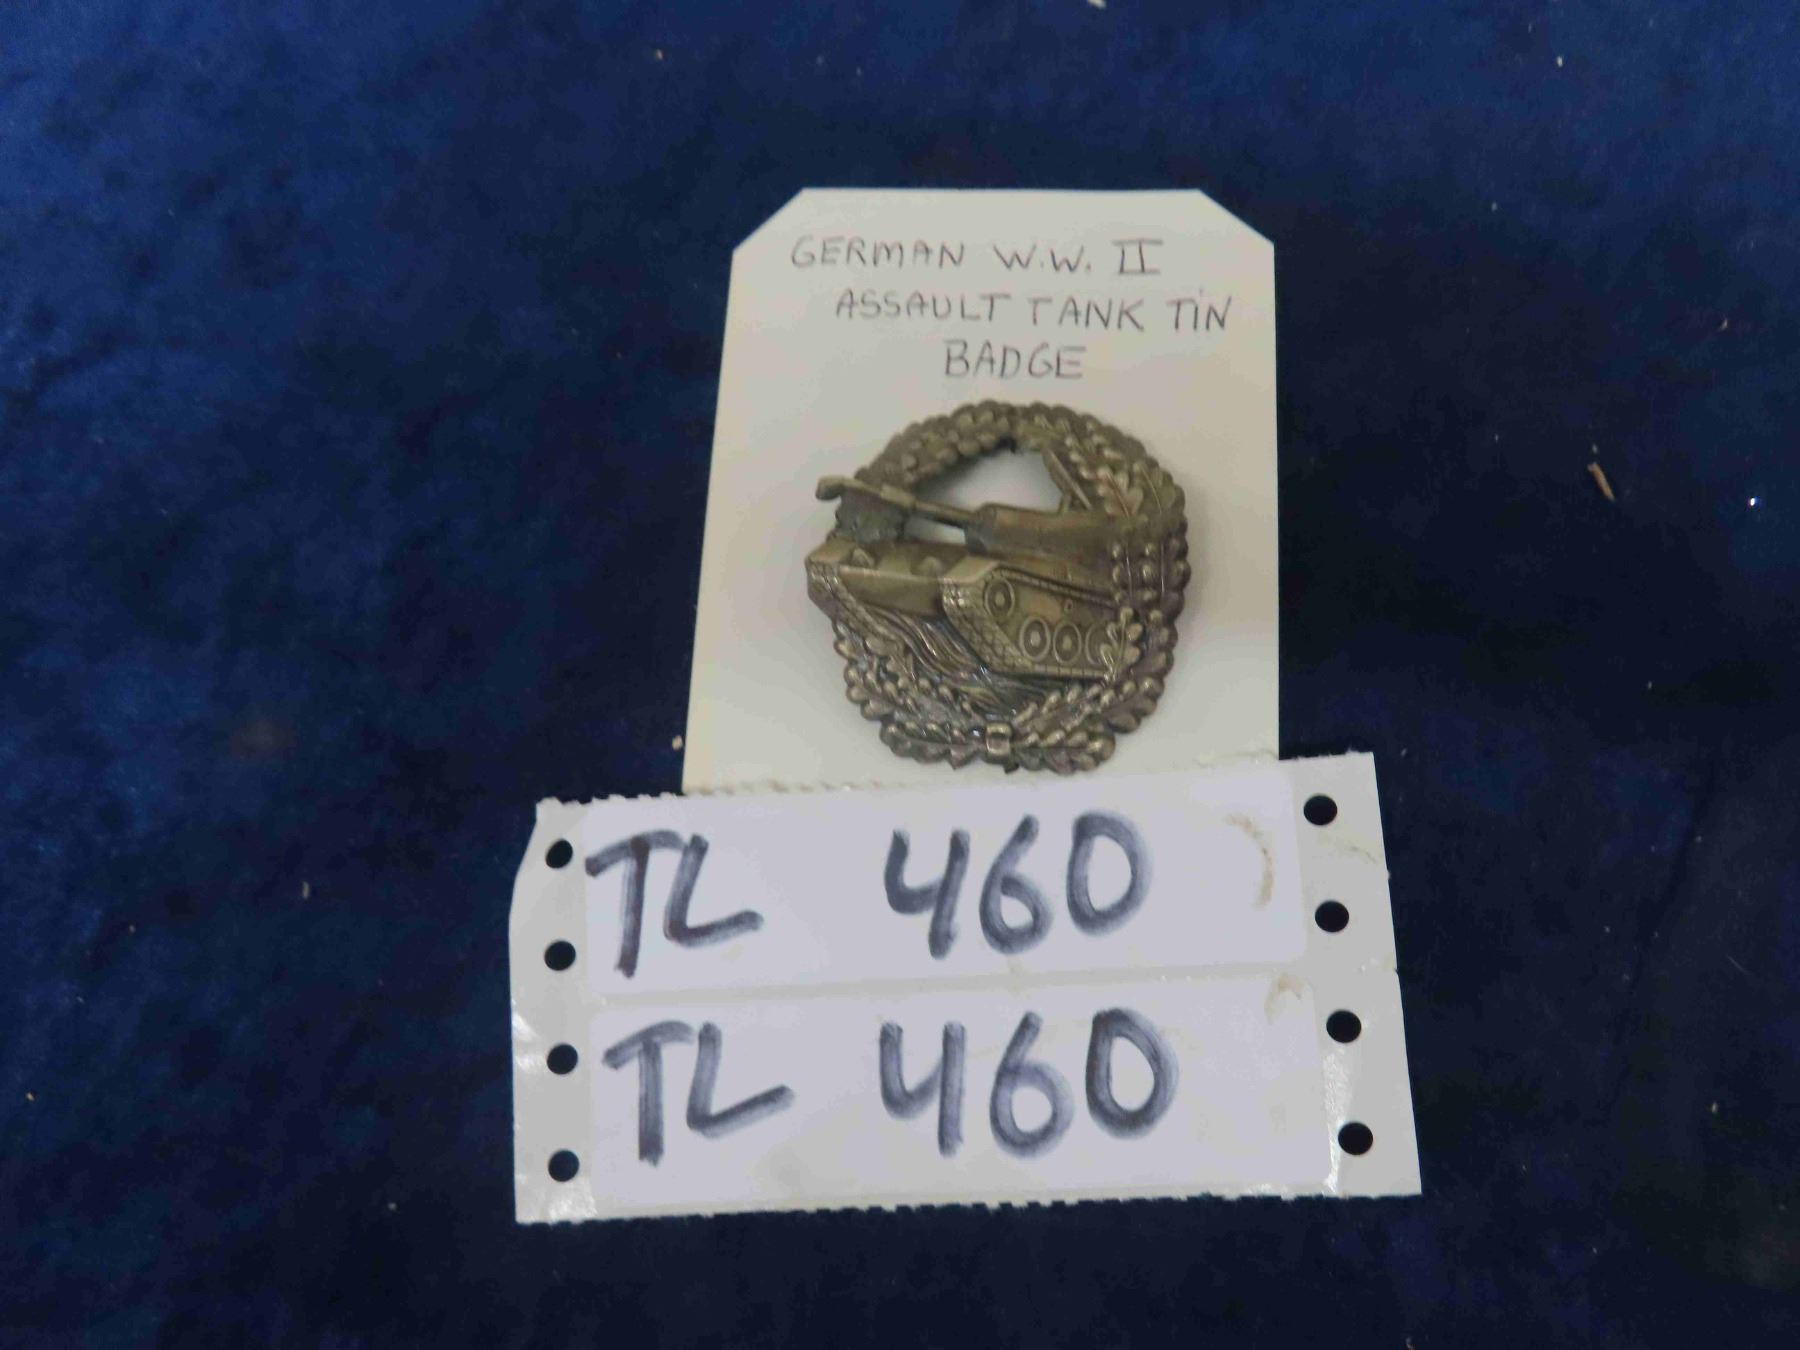 GERMAN W.W. II
ASSAULT TANK TIN
BADGE
TL 460
TL 460